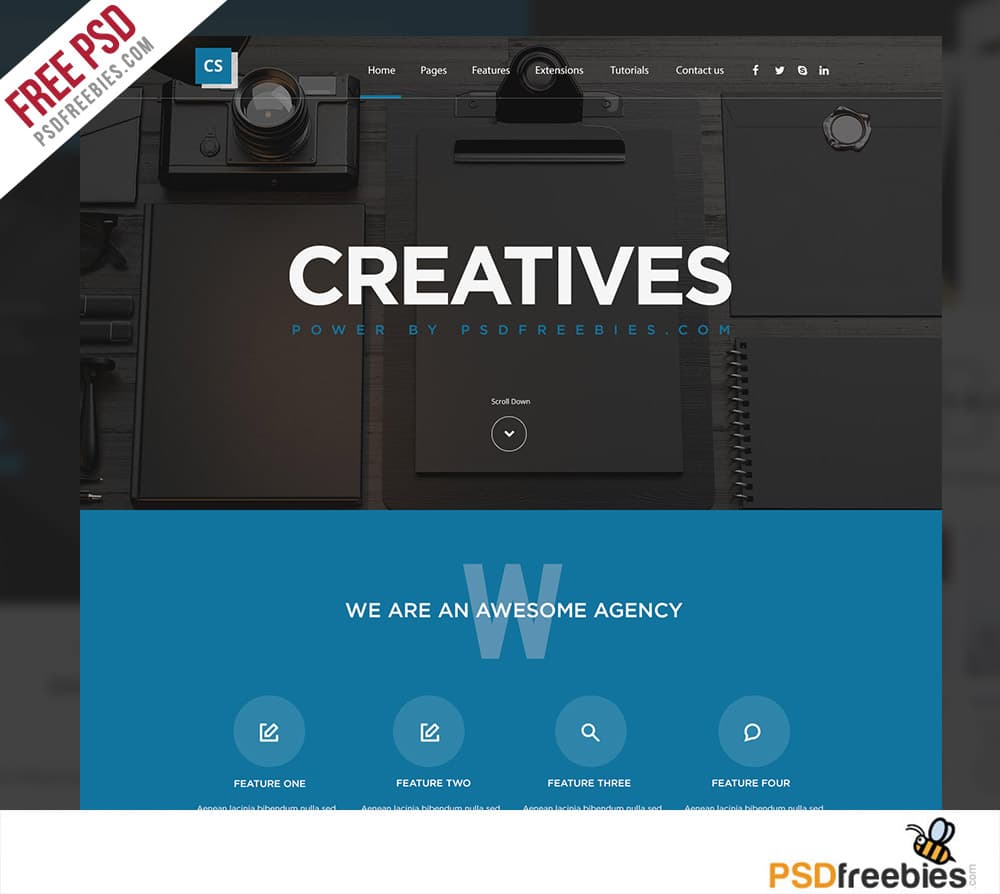 FREE PSD
PSDFREEBIES.COM
CS
Home Pages Features Extensions Tutorials Contact us
CREATIVES
POWER BY PSDFREEBIES.COM
Scroll Down
W
WE ARE AN AWESOME AGENCY
FEATURE ONE FEATURE TWO FEATURE THREE FEATURE FOUR
Aenean lacinia bibendum nulla sed Aenean lacinia bibendum nulla sed Aenean lacinia bibendum nulla sed Aenean lacinia bibendum nulla sed
PSDfreebies.com